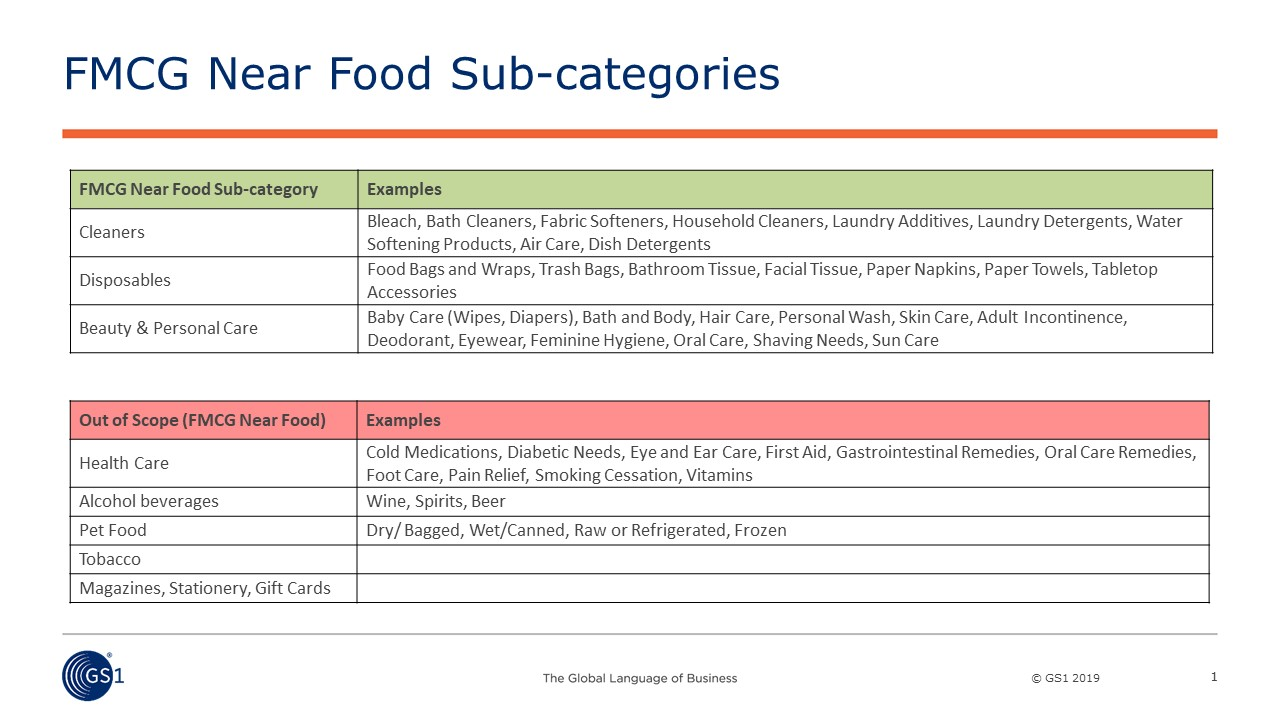 FMCG Near Food Sub-categories
FMCG Near Food Sub-category
Examples
Cleaners
Bleach, Bath Cleaners, Fabric Softeners, Household Cleaners, Laundry Additives, Laundry Detergents, Water
Softening Products, Air Care, Dish Detergents
Disposables
Food Bags and Wraps, Trash Bags, Bathroom Tissue, Facial Tissue, Paper Napkins, Paper Towels, Tabletop
Accessories
Beauty & Personal Care
Baby Care (Wipes, Diapers), Bath and Body, Hair Care, Personal Wash, Skin Care, Adult Incontinence,
Deodorant, Eyewear, Feminine Hygiene, Oral Care, Shaving Needs, Sun Care
Out of Scope (FMCG Near Food)
Examples
Health Care
Cold Medications, Diabetic Needs, Eye and Ear Care, First Aid, Gastrointestinal Remedies, Oral Care Remedies,
Foot Care, Pain Relief, Smoking Cessation, Vitamins
Alcohol beverages
Wine, Spirits, Beer
Pet Food
Dry/ Bagged, Wet/Canned, Raw or Refrigerated, Frozen
Tobacco
Magazines, Stationery, Gift Cards
GS1 ®
The Global Language of Business
© GS1 2019
1